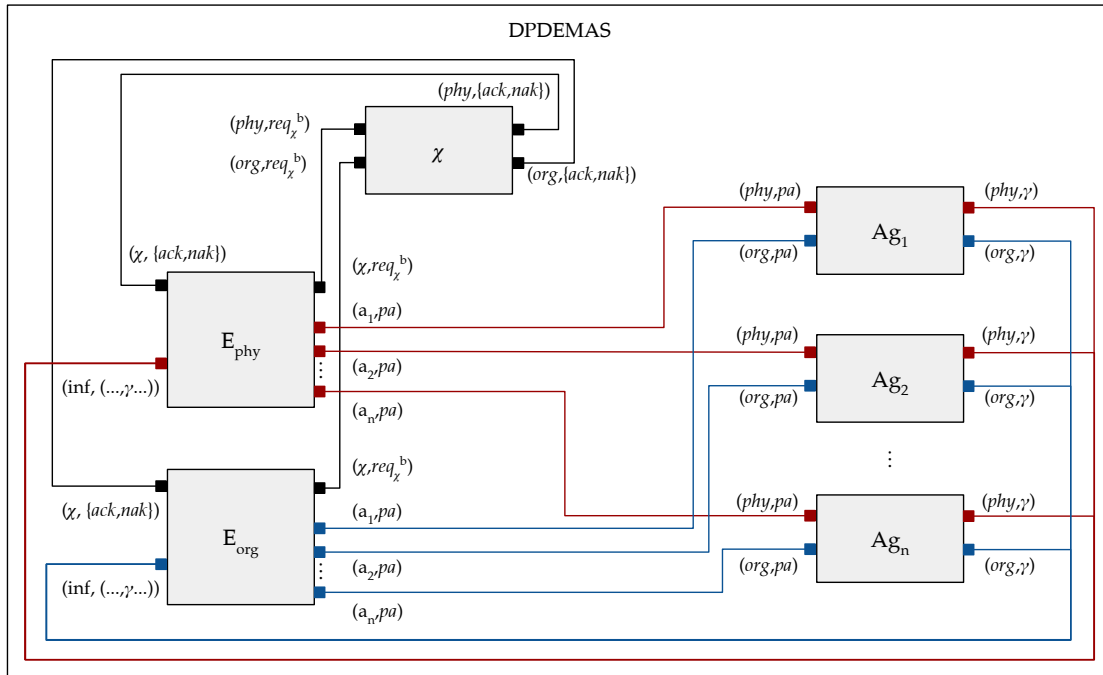 DPDEMAS
(phy,{ack,nak})
(phy,req_χ^b)
χ
(org,req_χ^b)
(org,{ack,nak})
(phy,pa)
(phy,γ)
Ag_1
(χ, {ack,nak})
(org,pa)
(org,γ)
(χ,req_χ^b)
(a_1,pa)
E_phy
(phy,pa)
(phy,γ)
⋮
(a_2,pa)
Ag_2
(inf, (...,γ...))
(org,pa)
(org,γ)
(a_n,pa)
⋮
(χ,req_χ^b)
(phy,pa)
(phy,γ)
(χ, {ack,nak})
(a_1,pa)
E_org
Ag_n
⋮
(a_2,pa)
(org,pa)
(org,γ)
(inf, (...,γ...))
(a_n,pa)